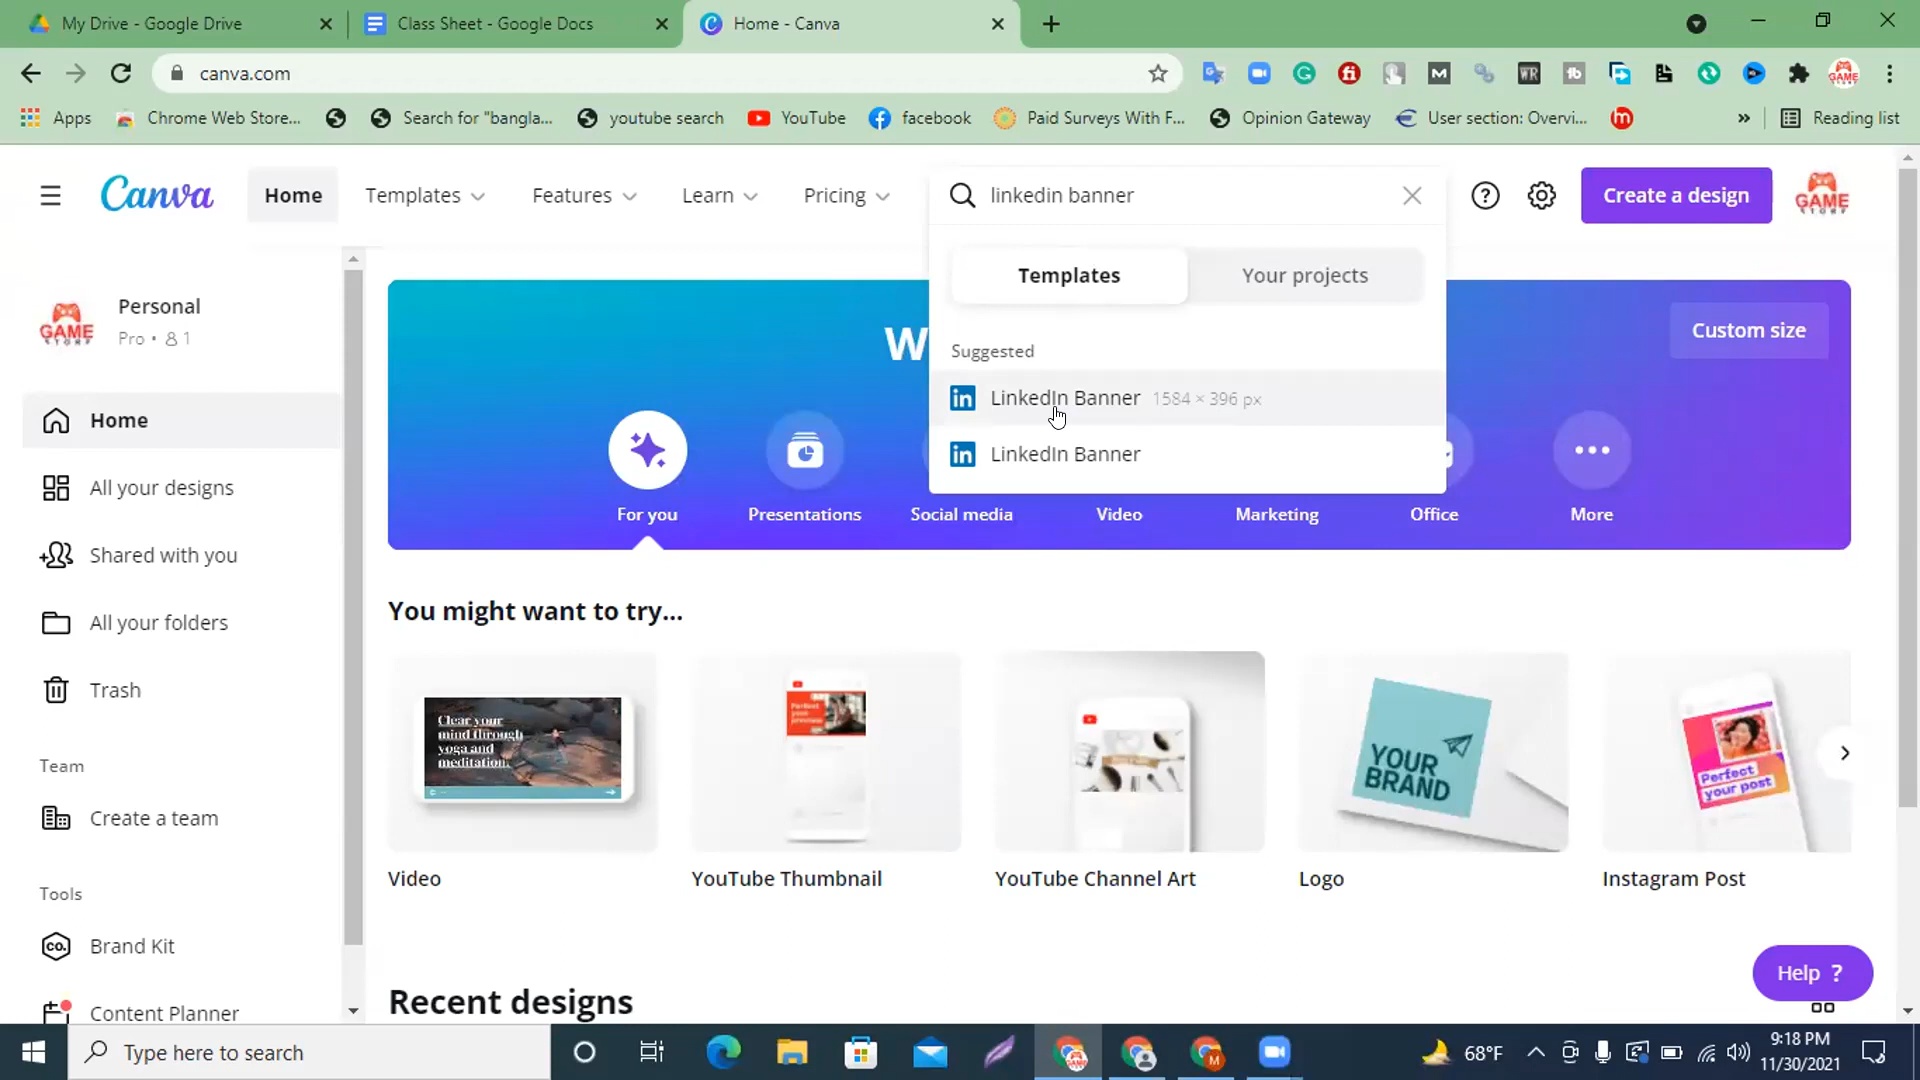 My Drive - Google Drive
Class Sheet - Google Docs
Home - Canva
canva.com
Apps
Chrome Web Store...
Search for "bangla...
youtube search
YouTube
facebook
Paid Surveys With F...
Opinion Gateway
User section: Overvi...
Reading list
Canva
Home
Templates
Features
Learn
Pricing
linkedin banner
Create a design
GAME STORY
Templates
Your projects
Suggested
LinkedIn Banner 1584 × 396 px
LinkedIn Banner
GAME STORY
Personal
Pro • 1
W
Custom size
For you
Presentations
Social media
Video
Marketing
Office
More
Home
All your designs
Shared with you
All your folders
Trash
Team
Create a team
Tools
Brand Kit
Content Planner
You might want to try...
Clear your
mind through
yoga and
meditation.
Perfect
your
preview
YOUR
BRAND
Perfect
your post
Video
YouTube Thumbnail
YouTube Channel Art
Logo
Instagram Post
Recent designs
Help ?
Type here to search
68°F
9:18 PM
11/30/2021